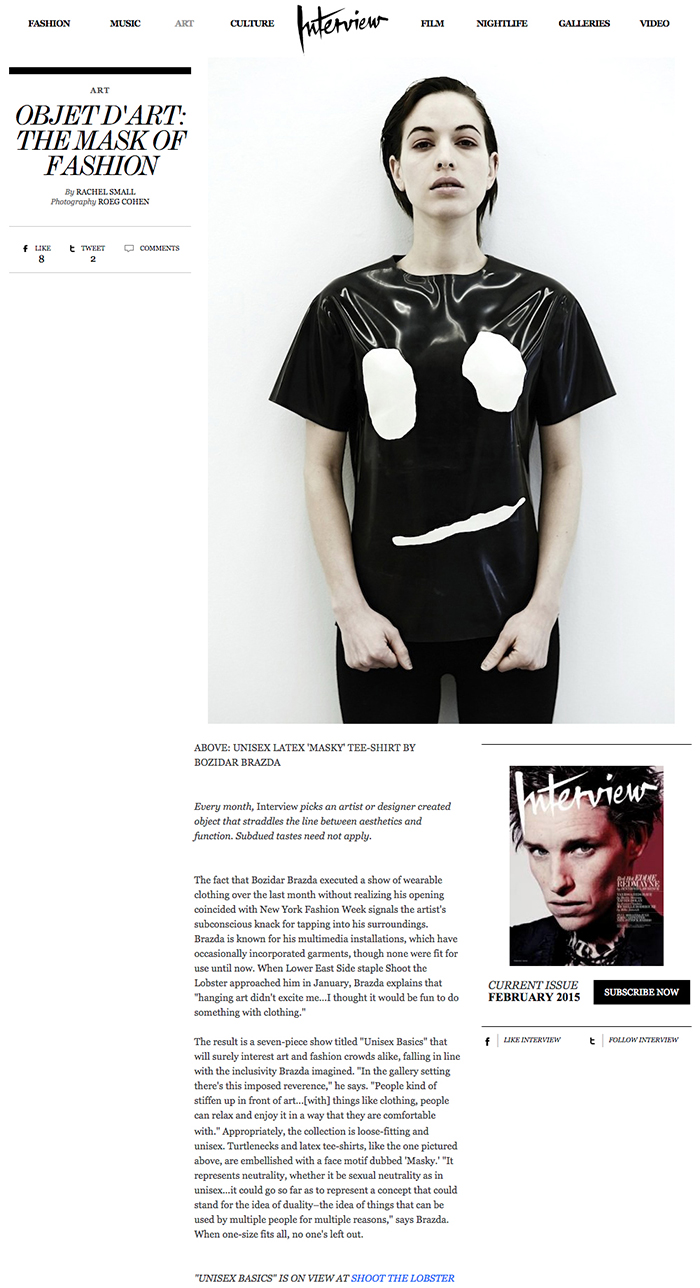 FASHION MUSIC ART CULTURE Interview FILM NIGHTLIFE GALLERIES VIDEO
ART
OBJET D'ART:
THE MASK OF
FASHION
By RACHEL SMALL
Photography ROEG COHEN
LIKE TWEET COMMENTS
8 2
ABOVE: UNISEX LATEX 'MASKY' TEE-SHIRT BY
BOZIDAR BRAZDA
Every month, Interview picks an artist or designer created
object that straddles the line between aesthetics and
function. Subdued tastes need not apply.
The fact that Bozidar Brazda executed a show of wearable
clothing over the last month without realizing his opening
coincided with New York Fashion Week signals the artist's
subconscious knack for tapping into his surroundings.
Brazda is known for his multimedia installations, which have
occasionally incorporated garments, though none were fit for
use until now. When Lower East Side staple Shoot the
Lobster approached him in January, Brazda explains that
"hanging art didn't excite me...I thought it would be fun to do
something with clothing."
The result is a seven-piece show titled "Unisex Basics" that
will surely interest art and fashion crowds alike, falling in line
with the inclusivity Brazda imagined. "In the gallery setting
there's this imposed reverence," he says. "People kind of
stiffen up in front of art...[with] things like clothing, people
can relax and enjoy it in a way that they are comfortable
with." Appropriately, the collection is loose-fitting and
unisex. Turtlenecks and latex tee-shirts, like the one pictured
above, are embellished with a face motif dubbed 'Masky.' "It
represents neutrality, whether it be sexual neutrality as in
unisex...it could go so far as to represent a concept that could
stand for the idea of duality–the idea of things that can be
used by multiple people for multiple reasons," says Brazda.
When one-size fits all, no one's left out.
"UNISEX BASICS" IS ON VIEW AT SHOOT THE LOBSTER
Interview
EDDIE
REDMAYNE
CURRENT ISSUE
FEBRUARY 2015
SUBSCRIBE NOW
LIKE INTERVIEW FOLLOW INTERVIEW